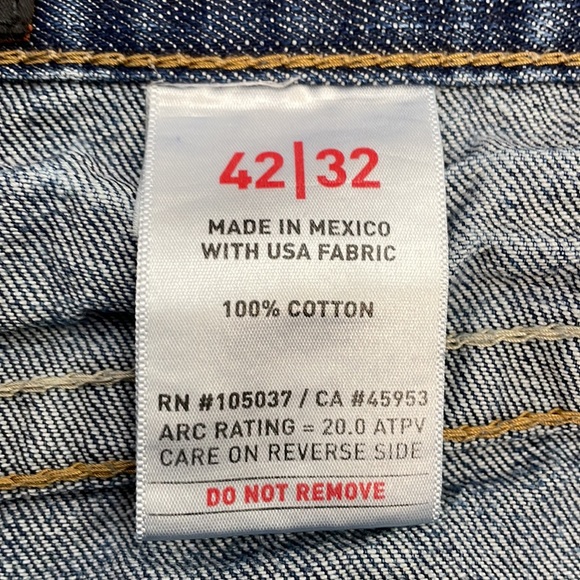 42|32
MADE IN MEXICO
WITH USA FABRIC
100% COTTON
RN #105037 / CA #45953
ARC RATING = 20.0 ATPV
CARE ON REVERSE SIDE
DO NOT REMOVE